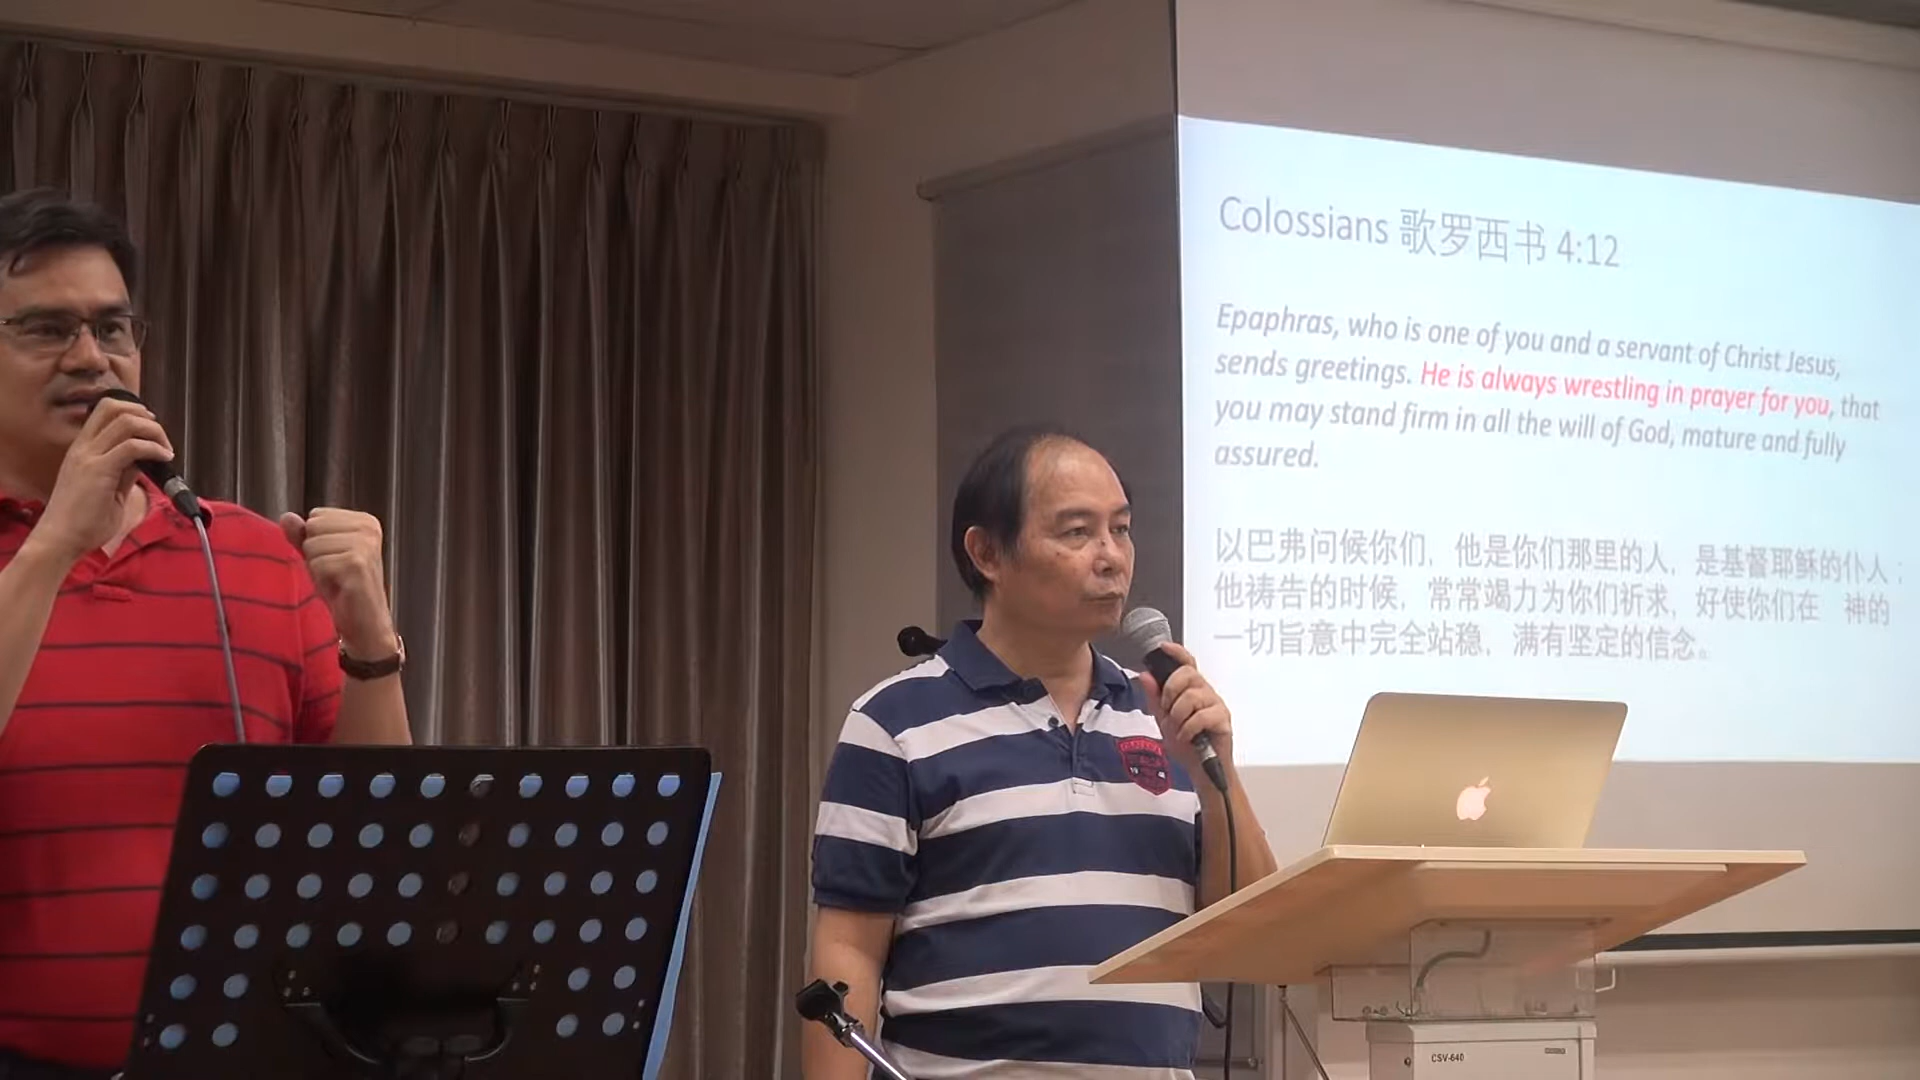 Colossians 歌罗西书 4:12
Epaphras, who is one of you and a servant of Christ Jesus,
sends greetings. He is always wrestling in prayer for you, that
you may stand firm in all the will of God, mature and fully
assured.
以巴弗问候你们，他是你们那里的人，是基督耶稣的仆人；
他祷告的时候，常常竭力为你们祈求，好使你们在 神的
一切旨意中完全站稳，满有坚定的信念。
19 48
CSV-640